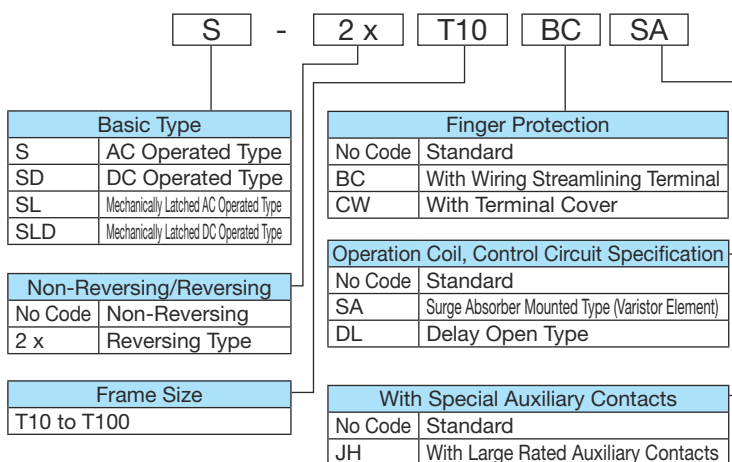 S - 2 x T10 BC SA
Basic Type
S AC Operated Type
SD DC Operated Type
SL Mechanically Latched AC Operated Type
SLD Mechanically Latched DC Operated Type
Non-Reversing/Reversing
No Code Non-Reversing
2 x Reversing Type
Frame Size
T10 to T100
Finger Protection
No Code Standard
BC With Wiring Streamlining Terminal
CW With Terminal Cover
Operation Coil, Control Circuit Specification
No Code Standard
SA Surge Absorber Mounted Type (Varistor Element)
DL Delay Open Type
With Special Auxiliary Contacts
No Code Standard
JH With Large Rated Auxiliary Contacts